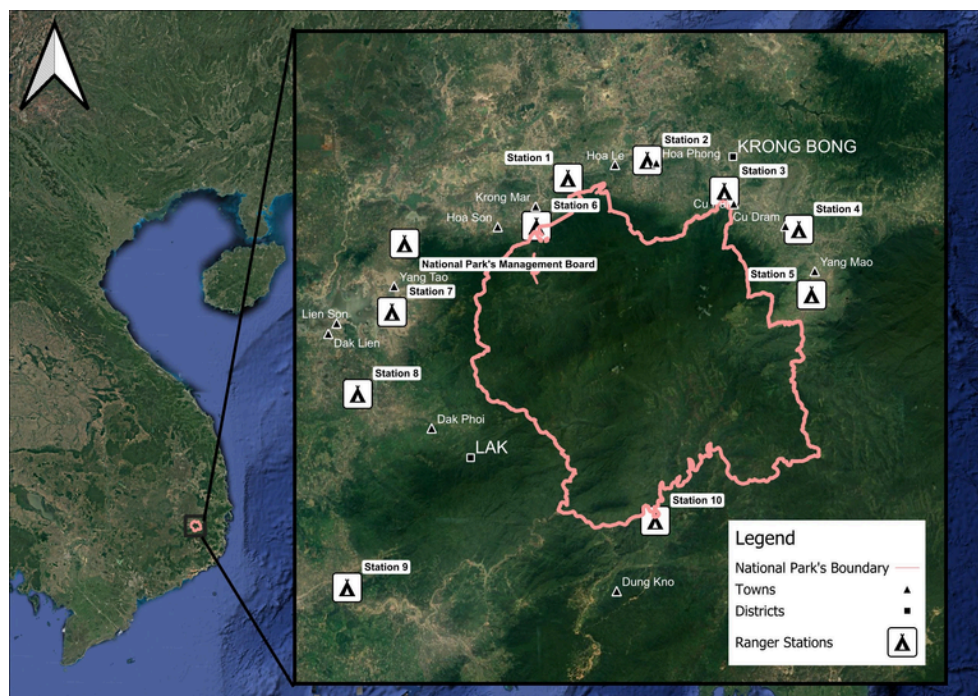 Station 2
Hoa Le
Hoa Phong
KRONG BONG
Station 1
Station 3
Krong Mar
Cu
Station 6
Cu Dram
Station 4
Hoa Son
National Park's Management Board
Yang Mao
Station 5
Yang Tao
Station 7
Lien Son
Dak Lien
Station 8
Dak Phoi
LAK
Station 10
Station 9
Dung Kno
Legend
National Park's Boundary
Towns
Districts
Ranger Stations